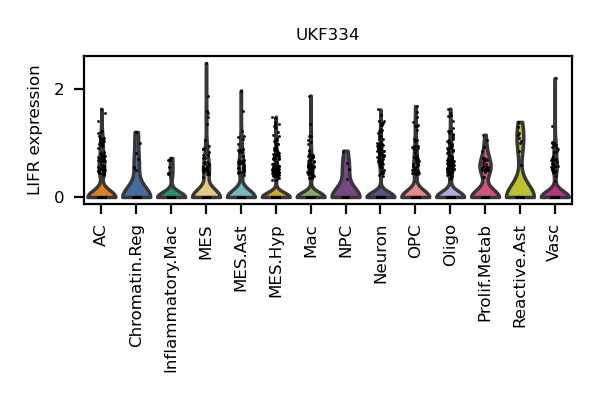 UKF334
LIFR expression
2
0
AC
Chromatin.Reg
Inflammatory.Mac
MES
MES.Ast
MES.Hyp
Mac
NPC
Neuron
OPC
Oligo
Prolif.Metab
Reactive.Ast
Vasc